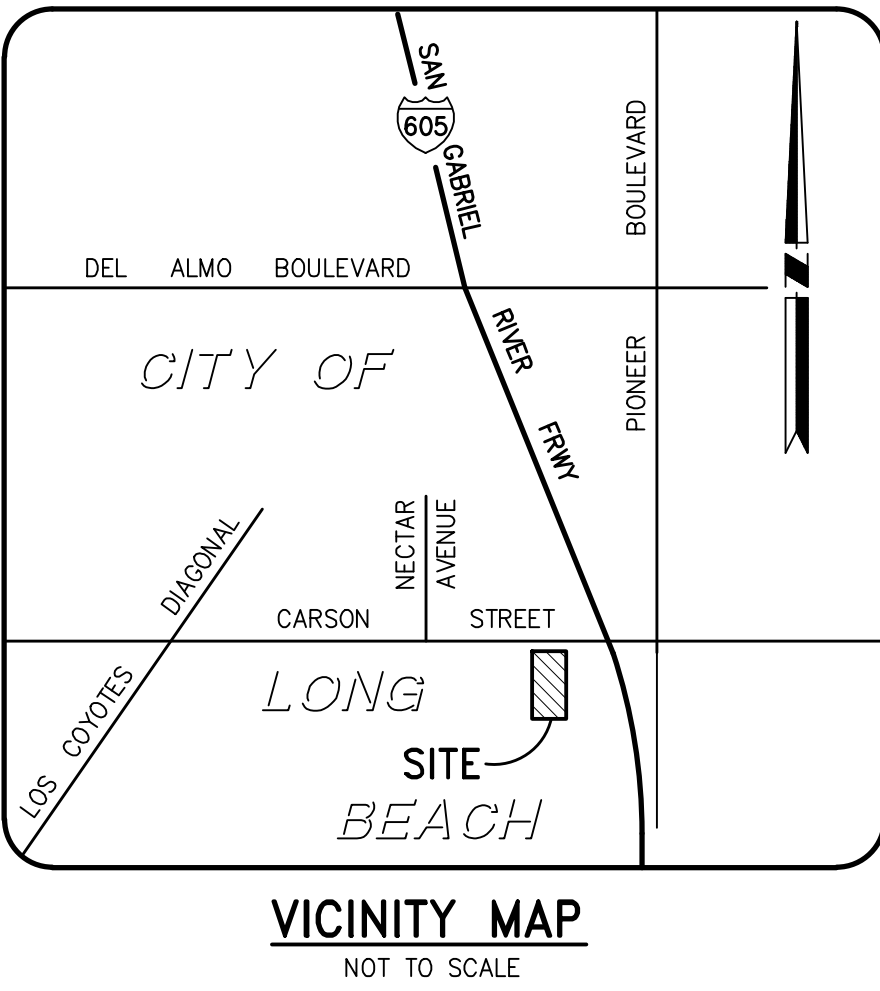 SAN
605
GABRIEL
BOULEVARD
N
DEL ALMO BOULEVARD
RIVER
PIONEER
CITY OF
FRWY
NECTAR
AVENUE
DIAGONAL
CARSON STREET
LOS COYOTES
LONG
SITE
BEACH
VICINITY MAP
NOT TO SCALE